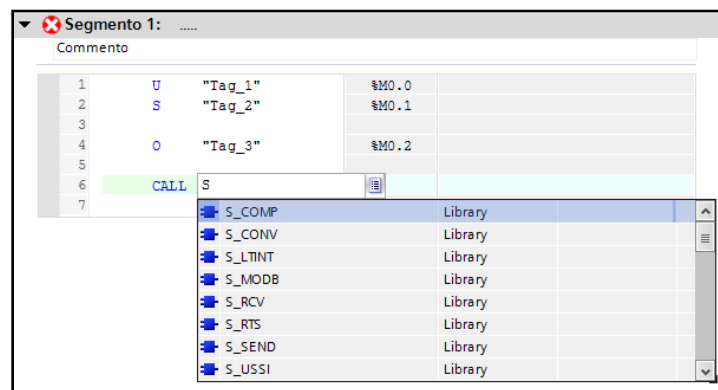 Segmento 1: .....
Commento
1 U "Tag_1" %M0.0
2 S "Tag_2" %M0.1
3
4 O "Tag_3" %M0.2
5
6 CALL S
7
S_COMP Library
S_CONV Library
S_LTINT Library
S_MODB Library
S_RCV Library
S_RTS Library
S_SEND Library
S_USSI Library